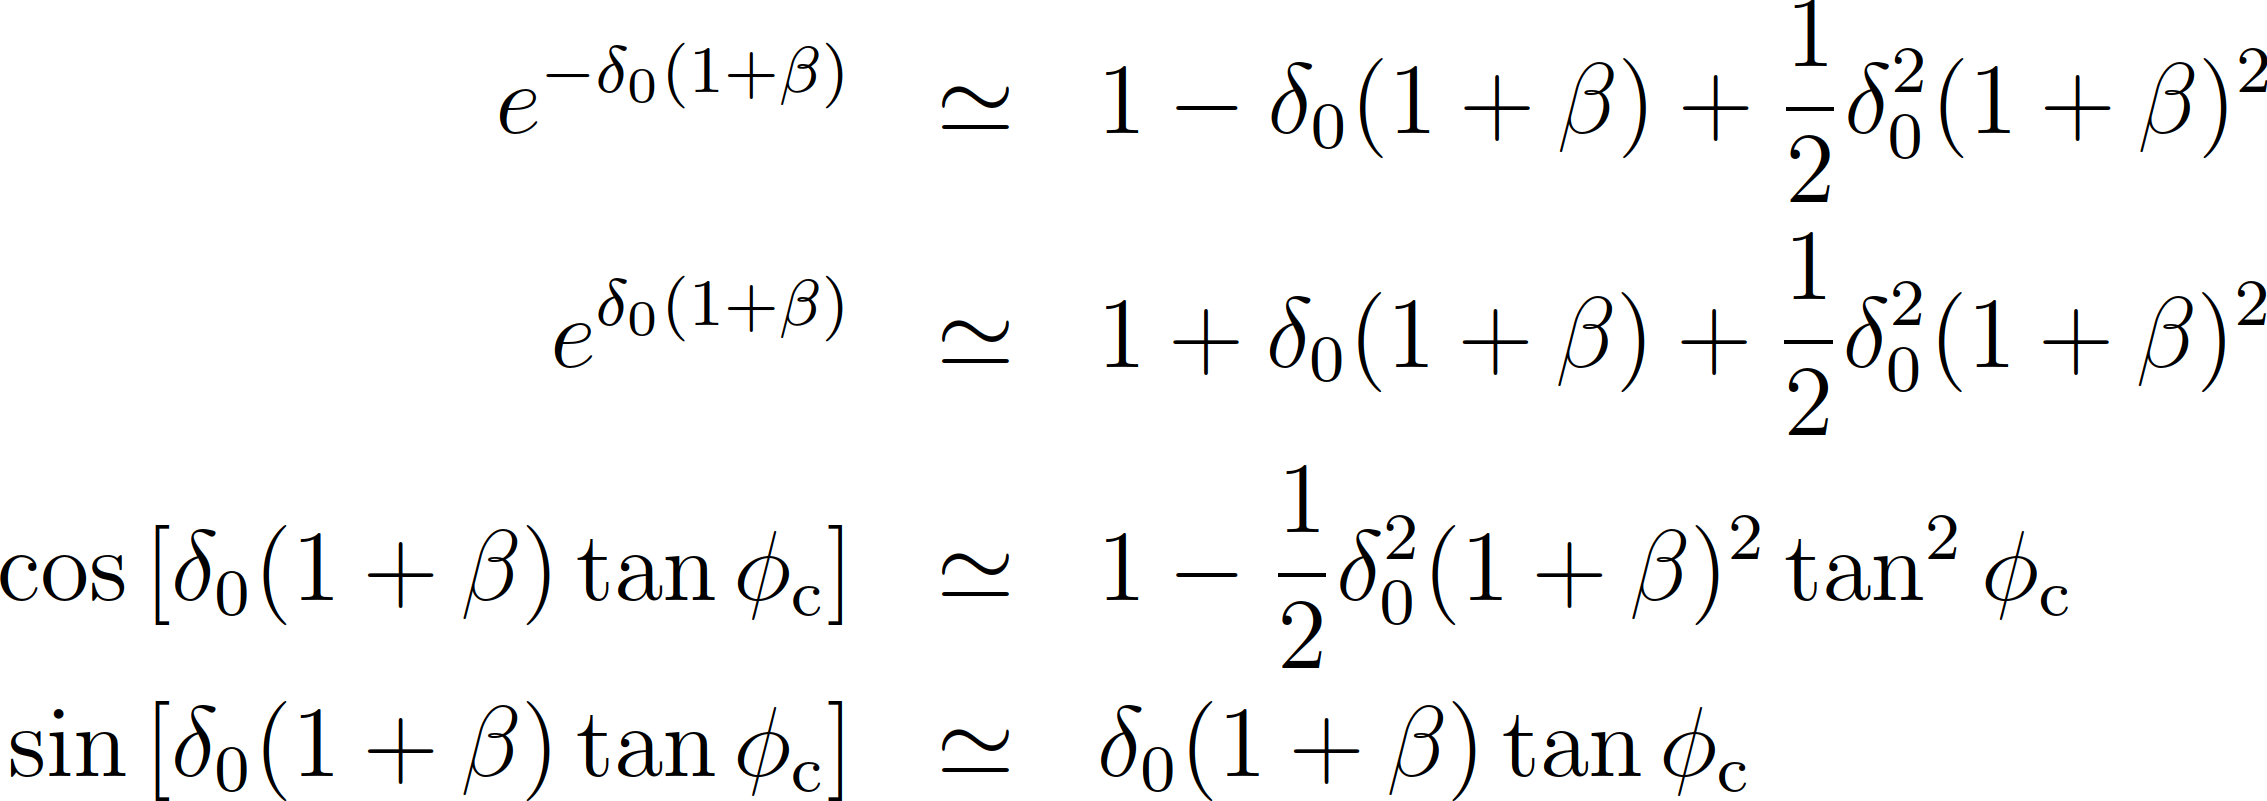 $e^{-\delta_0(1+\beta)} \simeq 1 - \delta_0(1+\beta) + \frac{1}{2}\delta_0^2(1+\beta)^2$
$e^{\delta_0(1+\beta)} \simeq 1 + \delta_0(1+\beta) + \frac{1}{2}\delta_0^2(1+\beta)^2$
$\cos\left[\delta_0(1+\beta)\tan\phi_{\mathrm{c}}\right] \simeq 1 - \frac{1}{2}\delta_0^2(1+\beta)^2\tan^2\phi_{\mathrm{c}}$
$\sin\left[\delta_0(1+\beta)\tan\phi_{\mathrm{c}}\right] \simeq \delta_0(1+\beta)\tan\phi_{\mathrm{c}}$